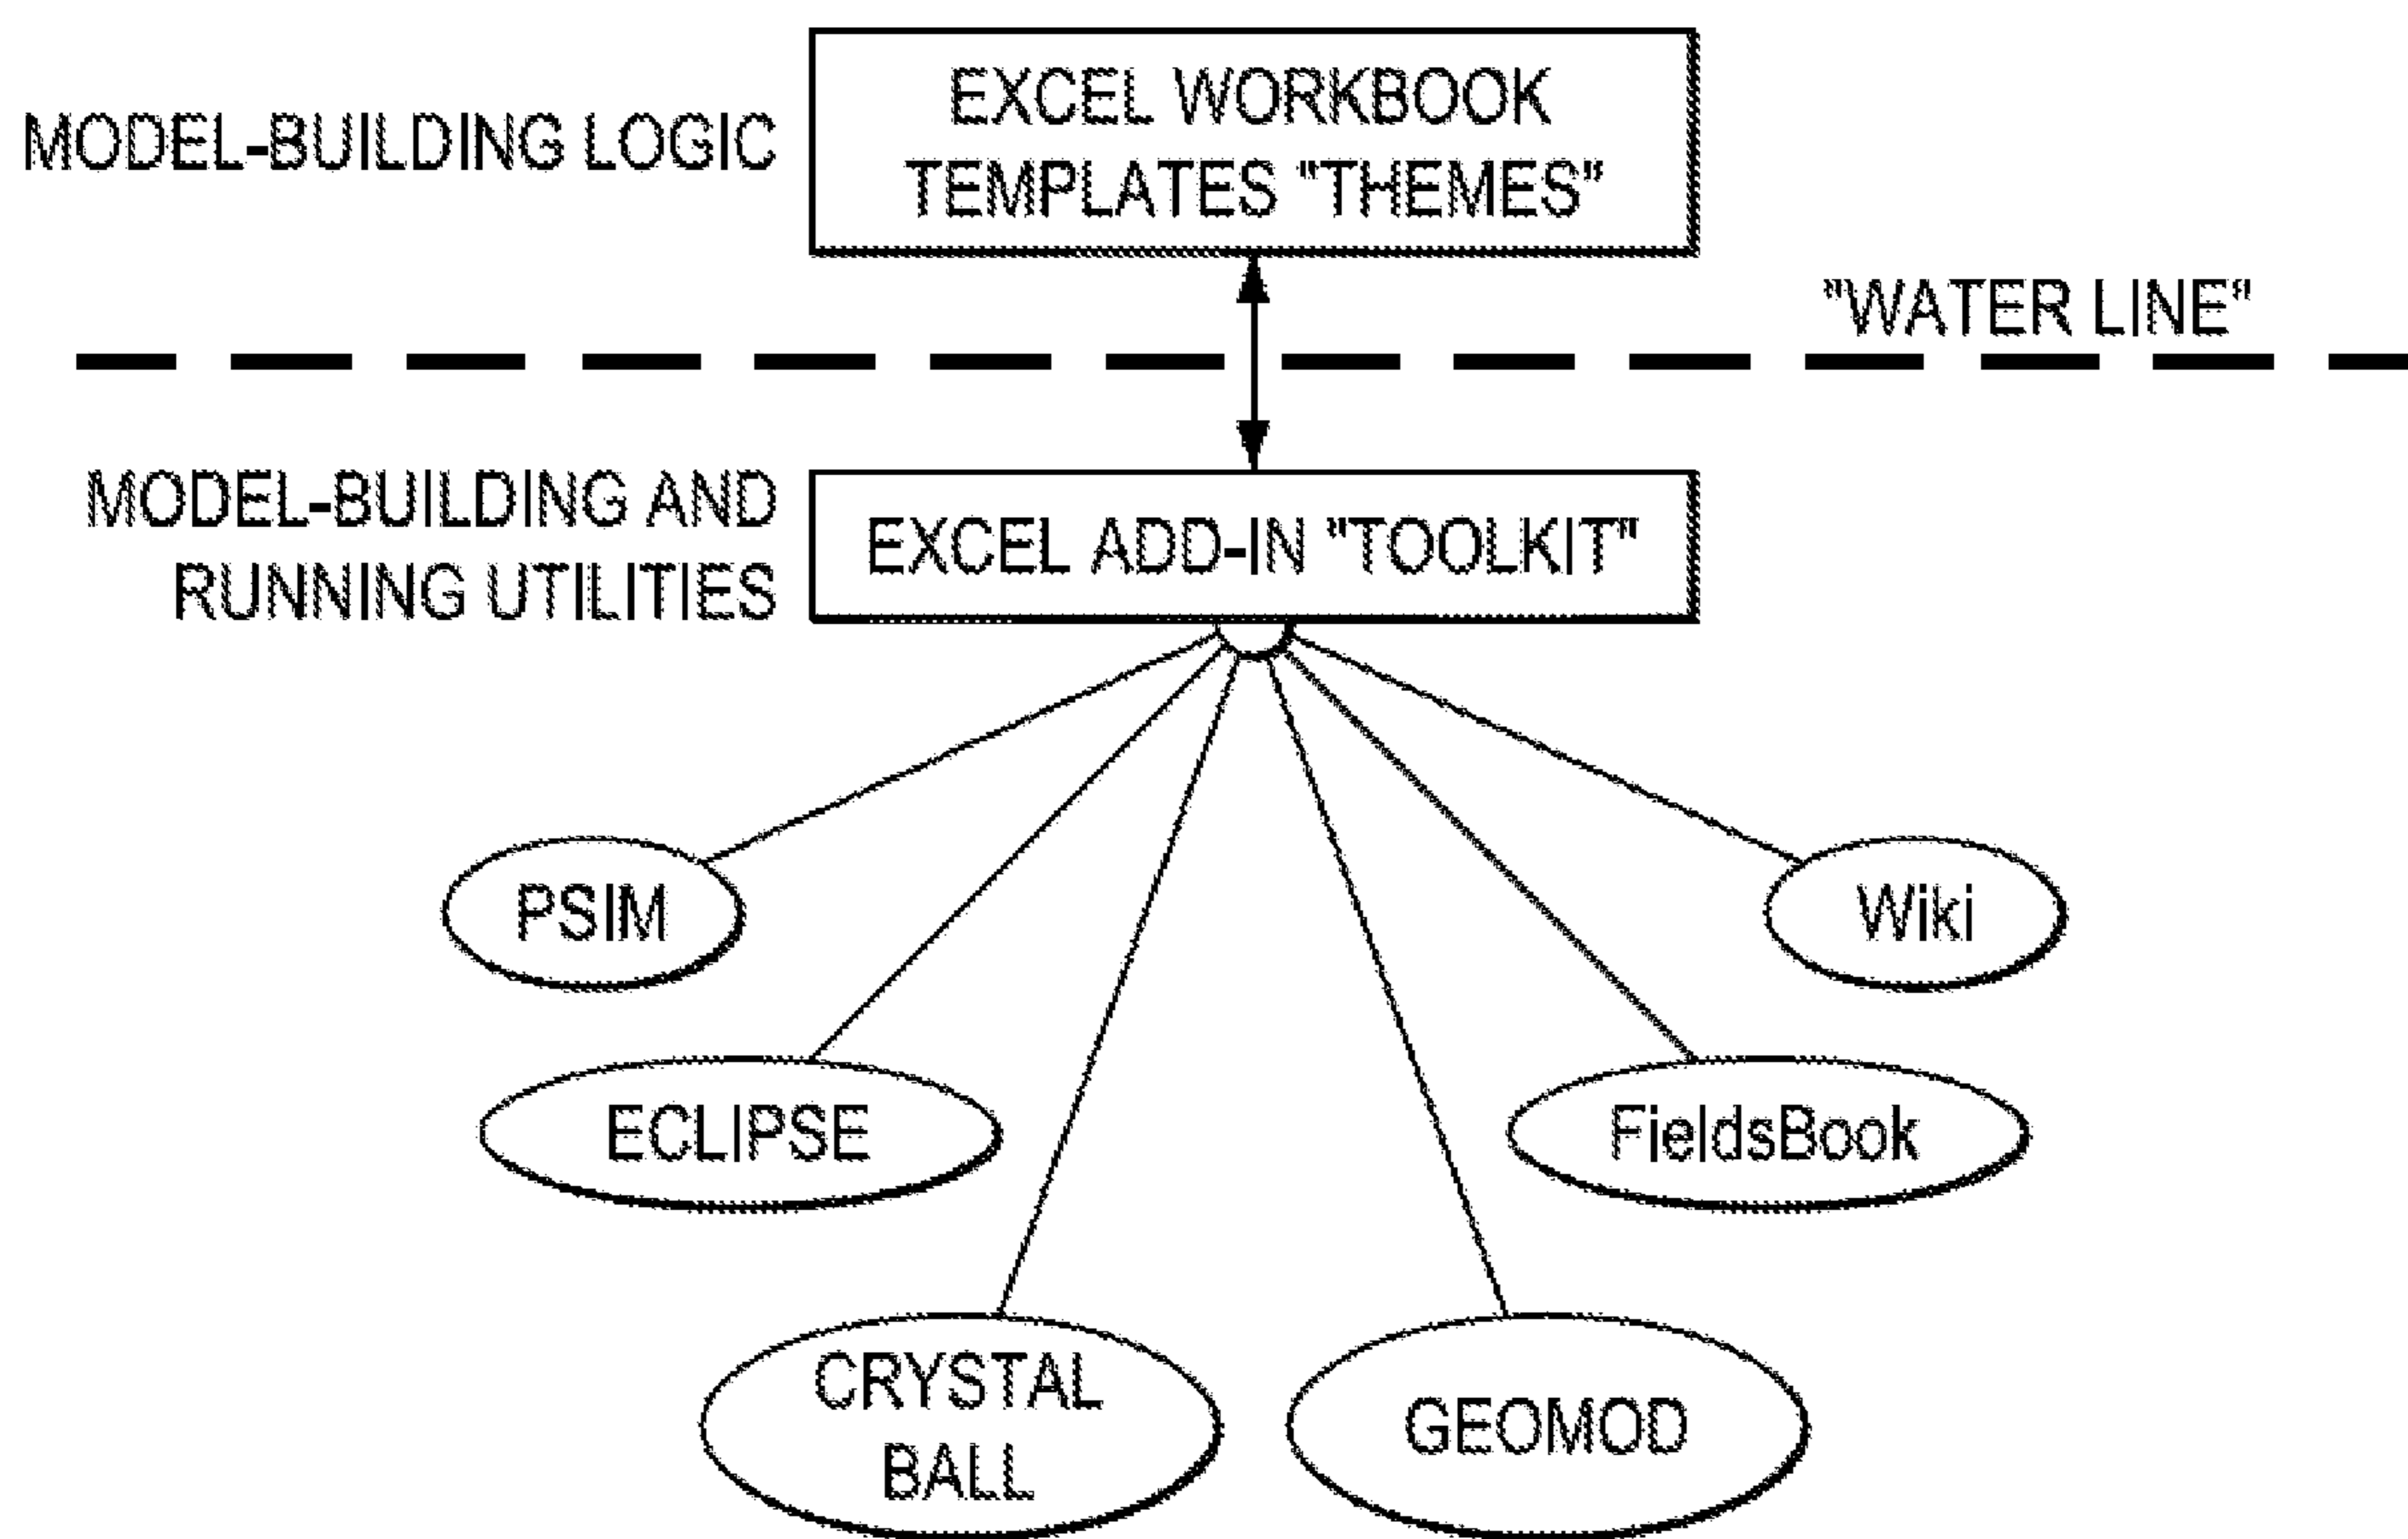 MODEL-BUILDING LOGIC
EXCEL WORKBOOK
TEMPLATES "THEMES"
"WATER LINE"
MODEL-BUILDING AND
RUNNING UTILITIES
EXCEL ADD-IN "TOOLKIT"
PSIM
Wiki
ECLIPSE
FieldsBook
CRYSTAL
BALL
GEOMOD